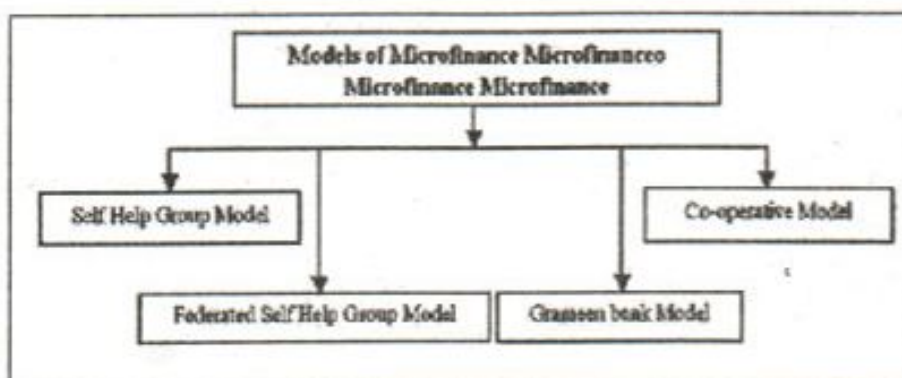 Models of Microfinance Microfinanceo
Microfinance Microfinance
Self Help Group Model
Co-operative Model
Federated Self Help Group Model
Grameen bank Model